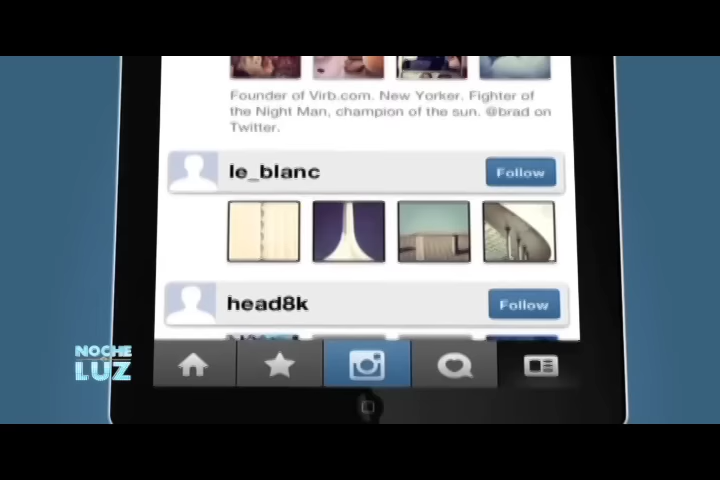 Founder of Virb.com. New Yorker. Fighter of
the Night Man, champion of the sun. @brad on
Twitter.
le_blanc
Follow
head8k
Follow
NOCHE
LUZ